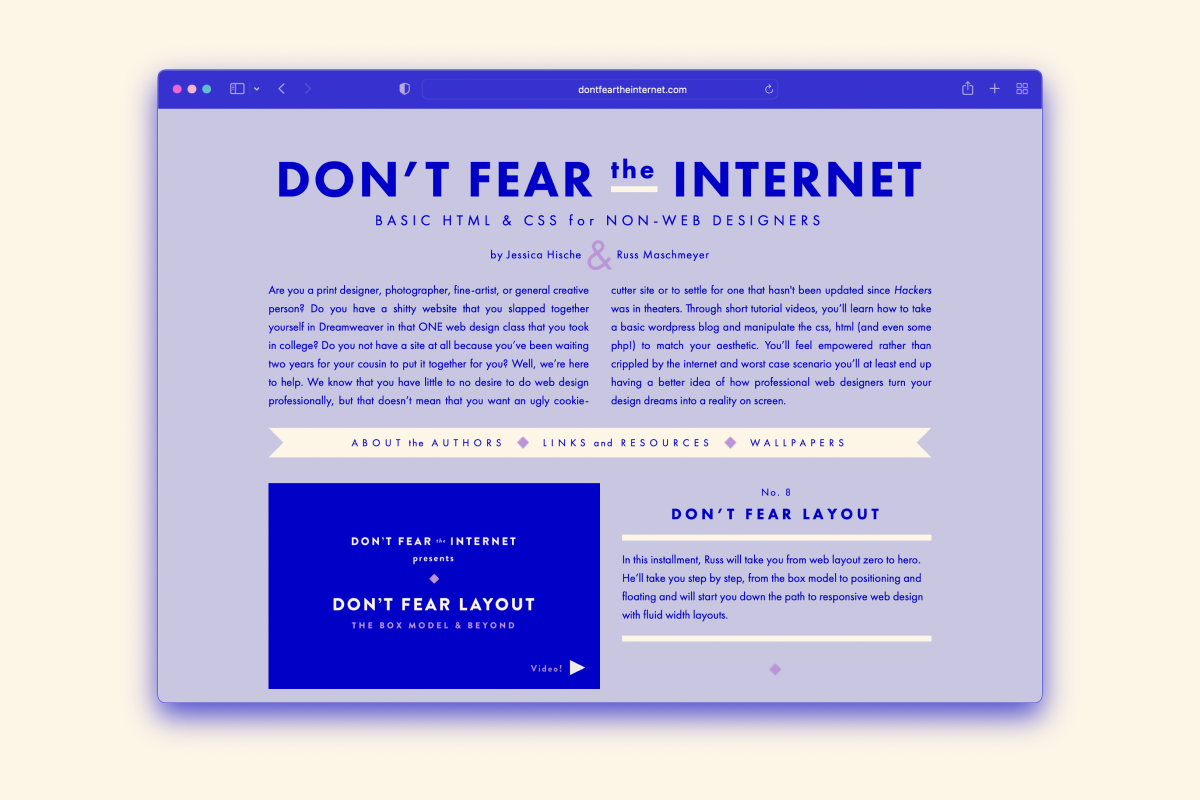 dontfeartheinternet.com
DON’T FEAR the INTERNET
BASIC HTML & CSS for NON-WEB DESIGNERS
by Jessica Hische & Russ Maschmeyer
Are you a print designer, photographer, fine-artist, or general creative
person? Do you have a shitty website that you slapped together
yourself in Dreamweaver in that ONE web design class that you took
in college? Do you not have a site at all because you’ve been waiting
two years for your cousin to put it together for you? Well, we’re here
to help. We know that you have little to no desire to do web design
professionally, but that doesn’t mean that you want an ugly cookie-
cutter site or to settle for one that hasn't been updated since Hackers
was in theaters. Through short tutorial videos, you’ll learn how to take
a basic wordpress blog and manipulate the css, html (and even some
php!) to match your aesthetic. You’ll feel empowered rather than
crippled by the internet and worst case scenario you’ll at least end up
having a better idea of how professional web designers turn your
design dreams into a reality on screen.
ABOUT the AUTHORS ◆ LINKS and RESOURCES ◆ WALLPAPERS
DON’T FEAR the INTERNET
presents
DON’T FEAR LAYOUT
THE BOX MODEL & BEYOND
Video!
No. 8
DON’T FEAR LAYOUT
In this installment, Russ will take you from web layout zero to hero.
He’ll take you step by step, from the box model to positioning and
floating and will start you down the path to responsive web design
with fluid width layouts.